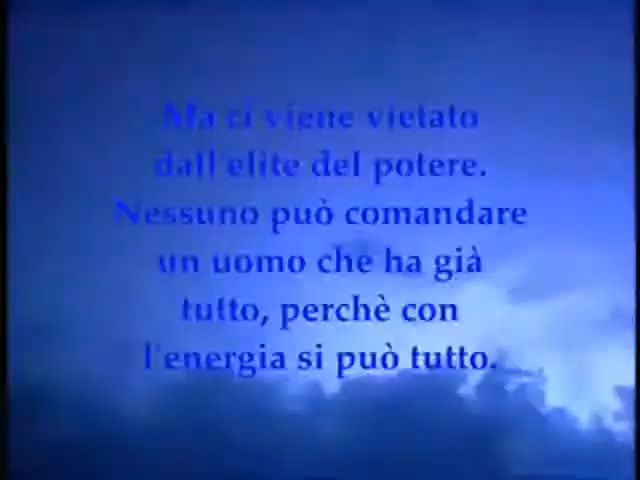 Ma ci viene vietato
dall'elite del potere.
Nessuno può comandare
un uomo che ha già
tutto, perchè con
l'energia si può tutto.